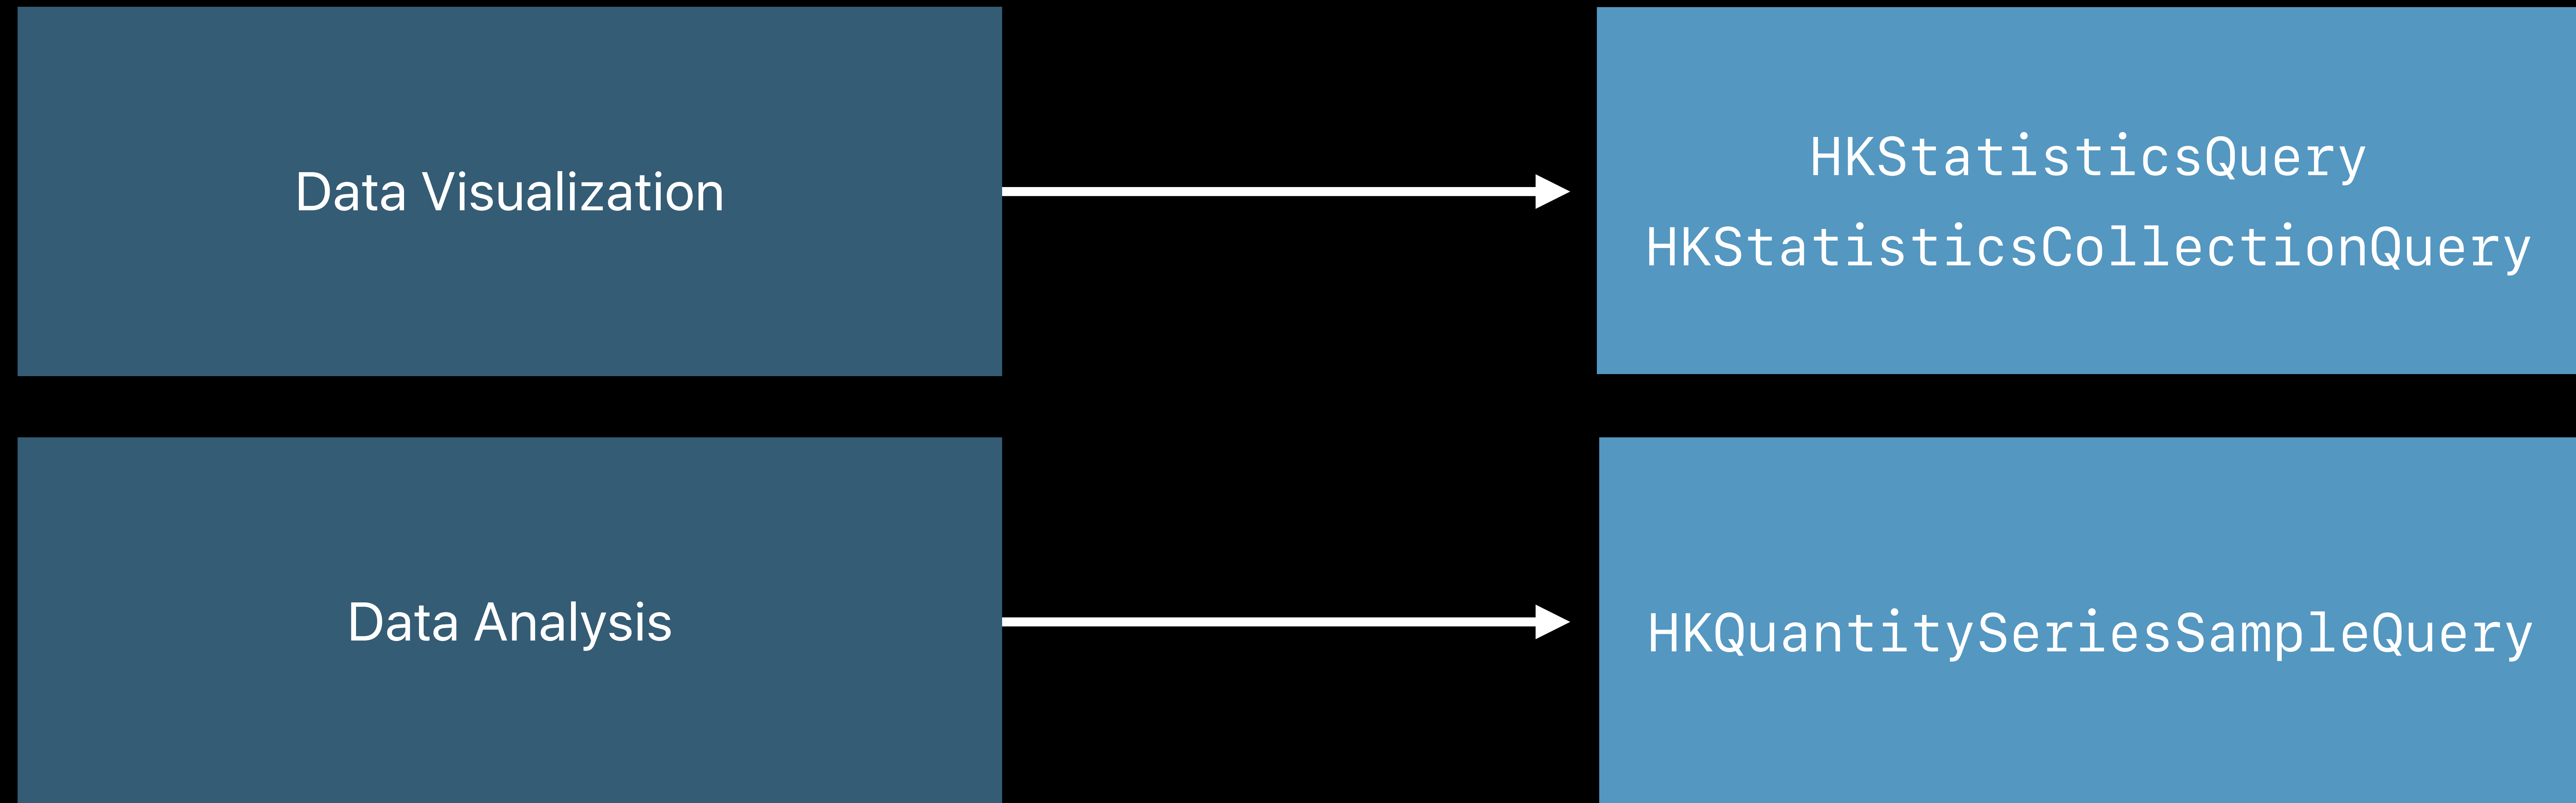 Data Visualization
HKStatisticsQuery
HKStatisticsCollectionQuery
Data Analysis
HKQuantitySeriesSampleQuery